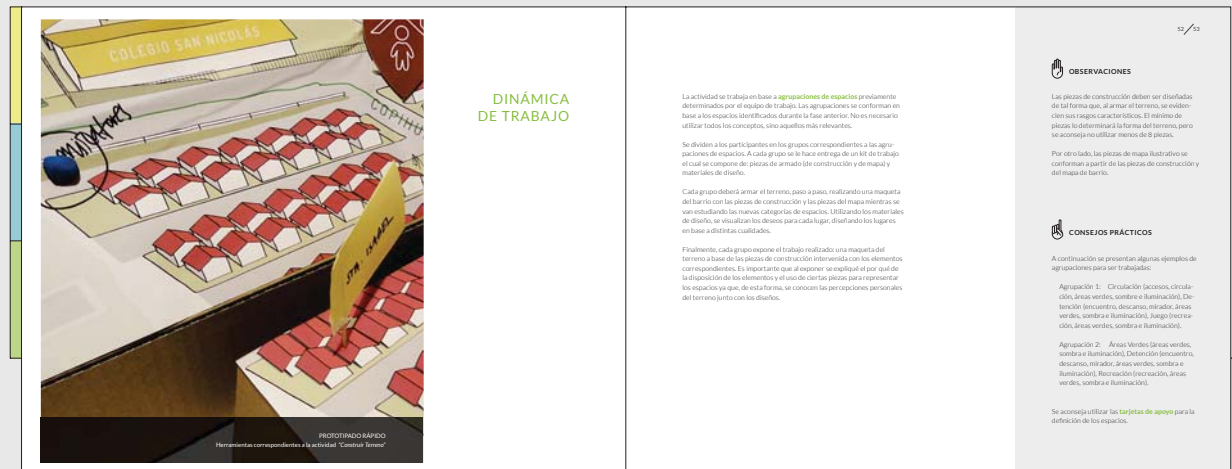 COLEGIO SAN NICOLÁS
COPIHU
miradores
STA. ISABEL
PROTOTIPADO RÁPIDO
Herramientas correspondientes a la actividad "Construir Terreno"
DINÁMICA
DE TRABAJO
La actividad se trabaja en base a agrupaciones de espacios previamente
determinados por el equipo de trabajo. Las agrupaciones se conforman en
base a los espacios identificados durante la fase anterior. No es necesario
utilizar todos los conceptos, sino aquellos más relevantes.
Se dividen a los participantes en los grupos correspondientes a las agru-
paciones de espacios. A cada grupo se le hace entrega de un kit de trabajo
el cual se compone de: piezas de armado (de construcción y de mapa) y
materiales de diseño.
Cada grupo deberá armar el terreno, paso a paso, realizando una maqueta
del barrio con las piezas de construcción y las piezas del mapa mientras se
van estudiando las nuevas categorías de espacios. Utilizando los materiales
de diseño, se visualizan los deseos para cada lugar, diseñando los lugares
en base a distintas cualidades.
Finalmente, cada grupo expone el trabajo realizado: una maqueta del
terreno a base de las piezas de construcción intervenida con los elementos
correspondientes. Es importante que al exponer se expliqué el por qué de
la disposición de los elementos y el uso de ciertas piezas para representar
los espacios ya que, de esta forma, se conocen las percepciones personales
del terreno junto con los diseños.
52/53
OBSERVACIONES
Las piezas de construcción deben ser diseñadas
de tal forma que, al armar el terreno, se eviden-
cien sus rasgos característicos. El mínimo de
piezas lo determinará la forma del terreno, pero
se aconseja no utilizar menos de 8 piezas.
Por otro lado, las piezas de mapa ilustrativo se
conforman a partir de las piezas de construcción y
del mapa de barrio.
CONSEJOS PRÁCTICOS
A continuación se presentan algunas ejemplos de
agrupaciones para ser trabajadas:
Agrupación 1: Circulación (accesos, circula-
ción, áreas verdes, sombre e iluminación), De-
tención (encuentro, descanso, mirador, áreas
verdes, sombra e iluminación), Juego (recrea-
ción, áreas verdes, sombra e iluminación).
Agrupación 2: Áreas Verdes (áreas verdes,
sombra e iluminación), Detención (encuentro,
descanso, mirador, áreas verdes, sombra e
iluminación), Recreación (recreación, áreas
verdes, sombra e iluminación).
Se aconseja utilizar las tarjetas de apoyo para la
definición de los espacios.